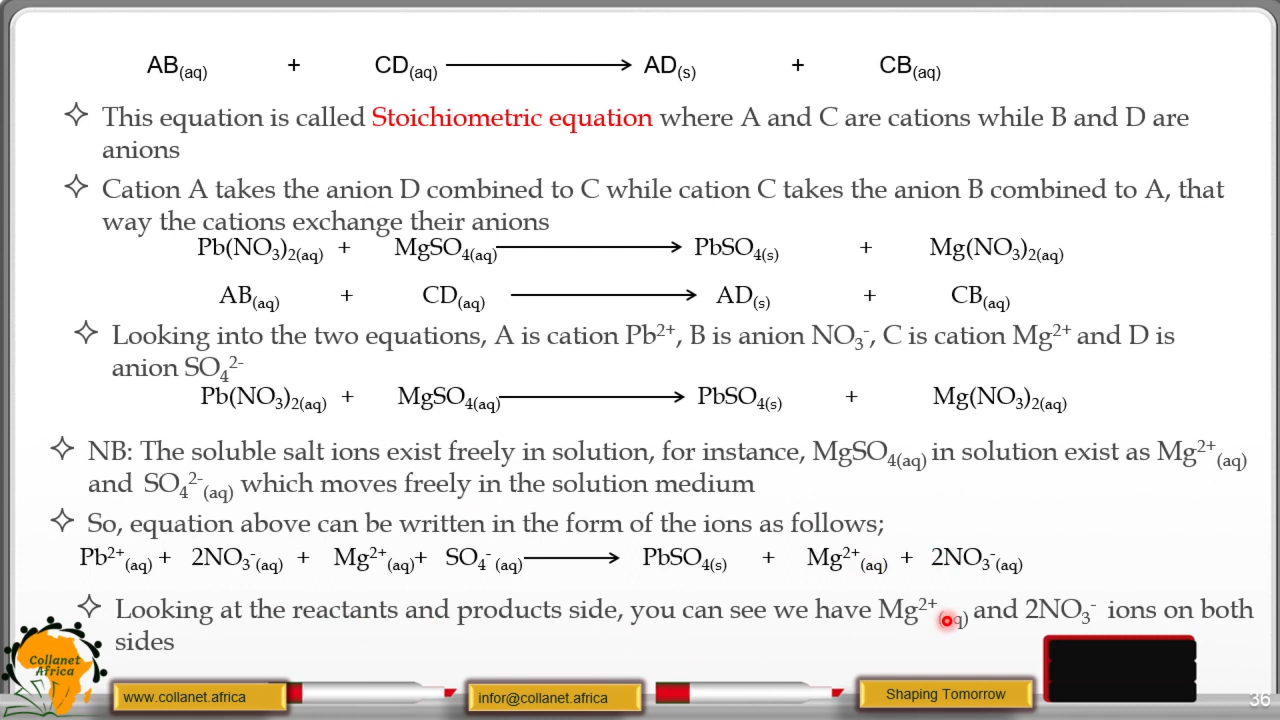 AB(aq) + CD(aq) ⟶ AD(s) + CB(aq)
✧ This equation is called Stoichiometric equation where A and C are cations while B and D are
anions
✧ Cation A takes the anion D combined to C while cation C takes the anion B combined to A, that
way the cations exchange their anions
Pb(NO₃)₂(aq) + MgSO₄(aq) ⟶ PbSO₄(s) + Mg(NO₃)₂(aq)
AB(aq) + CD(aq) ⟶ AD(s) + CB(aq)
✧ Looking into the two equations, A is cation Pb²⁺, B is anion NO₃⁻, C is cation Mg²⁺ and D is
anion SO₄²⁻
Pb(NO₃)₂(aq) + MgSO₄(aq) ⟶ PbSO₄(s) + Mg(NO₃)₂(aq)
✧ NB: The soluble salt ions exist freely in solution, for instance, MgSO₄(aq) in solution exist as Mg²⁺(aq)
and SO₄²⁻(aq) which moves freely in the solution medium
✧ So, equation above can be written in the form of the ions as follows;
Pb²⁺(aq) + 2NO₃⁻(aq) + Mg²⁺(aq) + SO₄⁻(aq) ⟶ PbSO₄(s) + Mg²⁺(aq) + 2NO₃⁻(aq)
✧ Looking at the reactants and products side, you can see we have Mg²⁺(aq) and 2NO₃⁻ ions on both
sides
Collanet
Africa
www.collanet.africa
infor@collanet.africa
Shaping Tomorrow
36